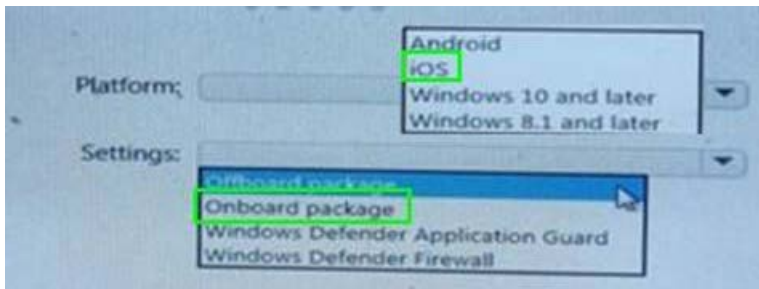 Android
iOS
Platform:
Windows 10 and later
Windows 8.1 and later
Settings:
Offboard package
Onboard package
Windows Defender Application Guard
Windows Defender Firewall